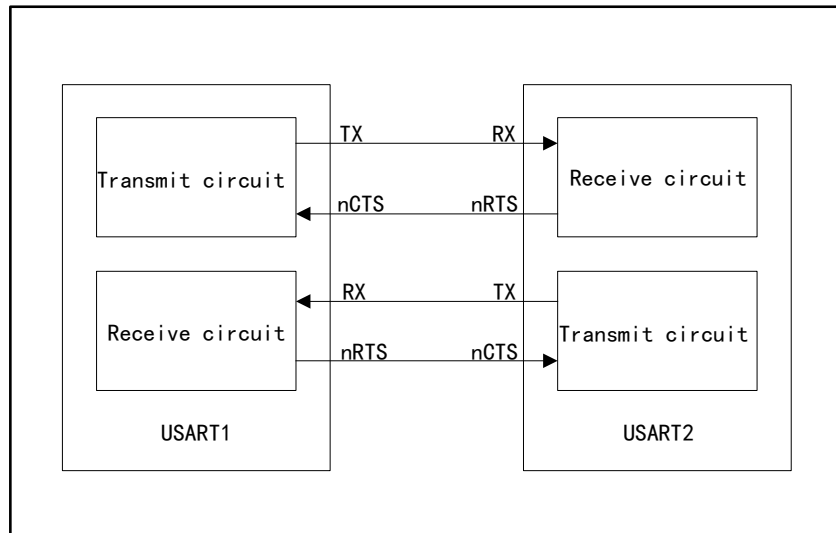 TX RX
Transmit circuit Receive circuit
nCTS nRTS
RX TX
Receive circuit Transmit circuit
nRTS nCTS
USART1 USART2